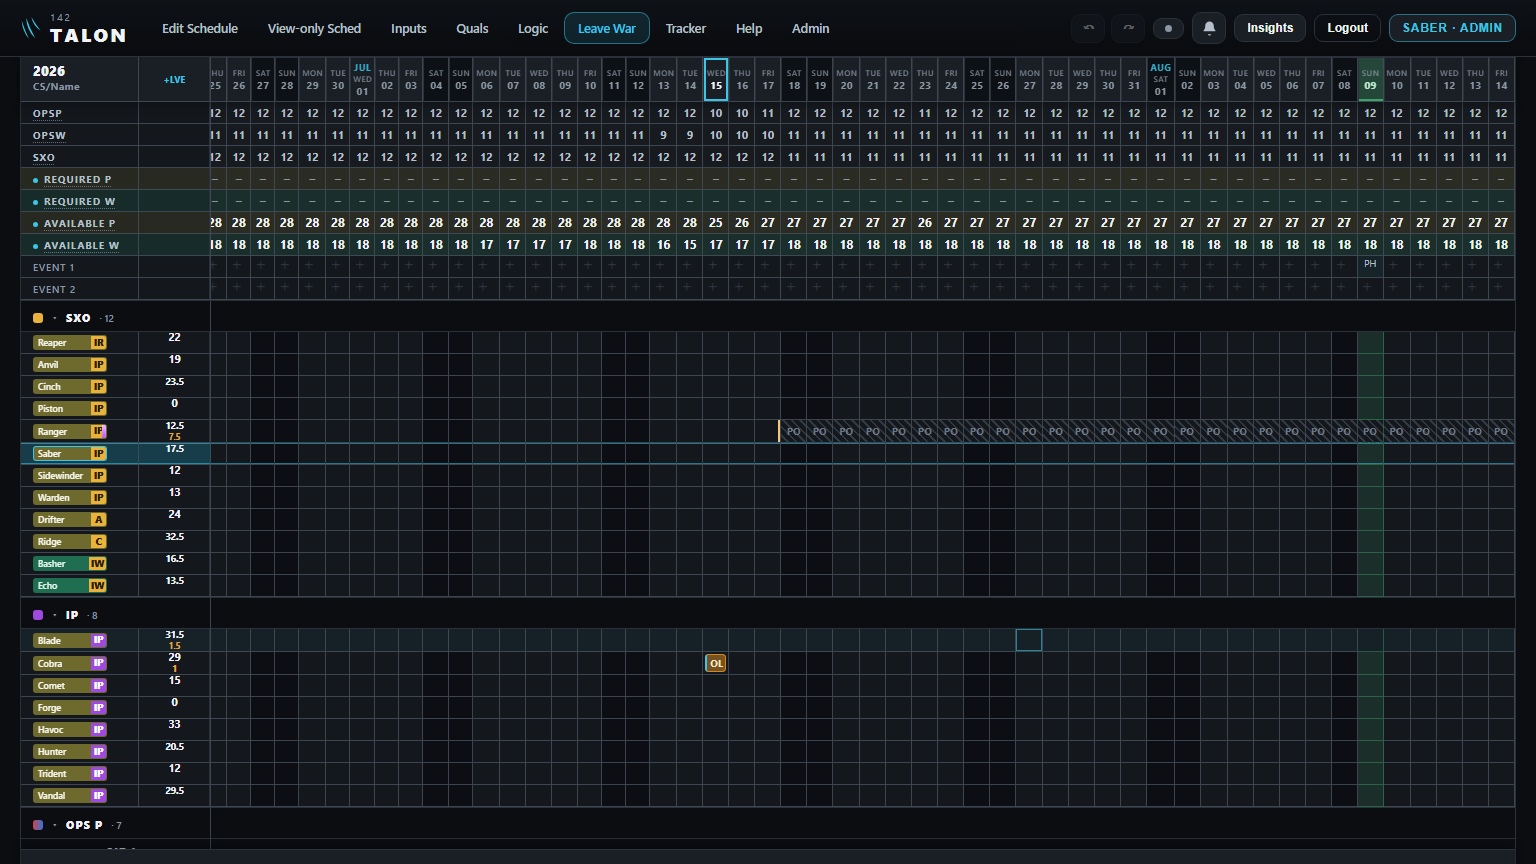 142
TALON
Edit Schedule View-only Sched Inputs Quals Logic Leave War Tracker Help Admin Insights Logout SABER · ADMIN
2026
CS/Name
+LVE
HU 25 FRI 26 SAT 27 SUN 28 MON 29 TUE 30 JUL WED 01 THU 02 FRI 03 SAT 04 SUN 05 MON 06 TUE 07 WED 08 THU 09 FRI 10 SAT 11 SUN 12 MON 13 TUE 14 WED 15 THU 16 FRI 17 SAT 18 SUN 19 MON 20 TUE 21 WED 22 THU 23 FRI 24 SAT 25 SUN 26 MON 27 TUE 28 WED 29 THU 30 FRI 31 AUG SAT 01 SUN 02 MON 03 TUE 04 WED 05 THU 06 FRI 07 SAT 08 SUN 09 MON 10 TUE 11 WED 12 THU 13 FRI 14
OPSP 12 12 12 12 12 12 12 12 12 12 12 12 12 12 12 12 12 12 12 12 10 10 11 12 12 12 12 12 11 12 12 12 12 12 12 12 12 12 12 12 12 12 12 12 12 12 12 12 12 12 12
OPSW 11 11 11 11 11 11 11 11 11 11 11 11 11 11 11 11 11 11 9 9 10 10 10 11 11 11 11 11 11 11 11 11 11 11 11 11 11 11 11 11 11 11 11 11 11 11 11 11 11 11 11
SXO 12 12 12 12 12 12 12 12 12 12 12 12 12 12 12 12 12 12 12 12 12 12 12 11 11 11 11 11 11 11 11 11 11 11 11 11 11 11 11 11 11 11 11 11 11 11 11 11 11 11 11
REQUIRED P – – – – – – – – – – – – – – – – – – – – – – – – – – – – – – – – – – – – – – – – – – – – – – – – – – –
REQUIRED W – – – – – – – – – – – – – – – – – – – – – – – – – – – – – – – – – – – – – – – – – – – – – – – – – – –
AVAILABLE P 28 28 28 28 28 28 28 28 28 28 28 28 28 28 28 28 28 28 28 28 25 26 27 27 27 27 27 27 26 27 27 27 27 27 27 27 27 27 27 27 27 27 27 27 27 27 27 27 27 27 27
AVAILABLE W 18 18 18 18 18 18 18 18 18 18 18 17 17 17 17 18 18 18 16 15 17 17 17 18 18 18 18 18 18 18 18 18 18 18 18 18 18 18 18 18 18 18 18 18 18 18 18 18 18 18 18
EVENT 1 + + + + + + + + + + + + + + + + + + + + + + + + + + + + + + + + + + + + + + + + + + + + PH + + + + +
EVENT 2 + + + + + + + + + + + + + + + + + + + + + + + + + + + + + + + + + + + + + + + + + + + + + + + + + +
· SXO · 12
Reaper IR 22
Anvil IP 19
Cinch IP 23.5
Piston IP 0
Ranger IP 12.5 PO PO PO PO PO PO PO PO PO PO PO PO PO PO PO PO PO PO PO PO PO PO PO PO PO PO PO PO
7.5
Saber IP 17.5
Sidewinder IP 12
Warden IP 13
Drifter A 24
Ridge C 32.5
Basher IW 16.5
Echo IW 13.5
· IP · 8
Blade IP 31.5
1.5
Cobra IP 29 OL
1
Comet IP 15
Forge IP 0
Havoc IP 33
Hunter IP 20.5
Trident IP 12
Vandal IP 29.5
· OPS P · 7